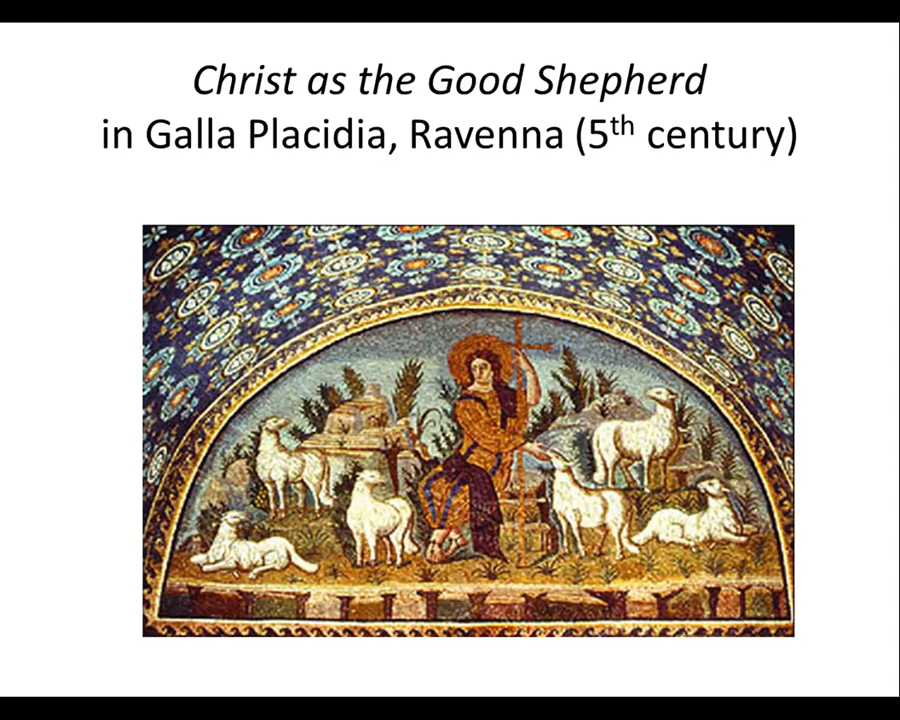 Christ as the Good Shepherd
in Galla Placidia, Ravenna (5th century)